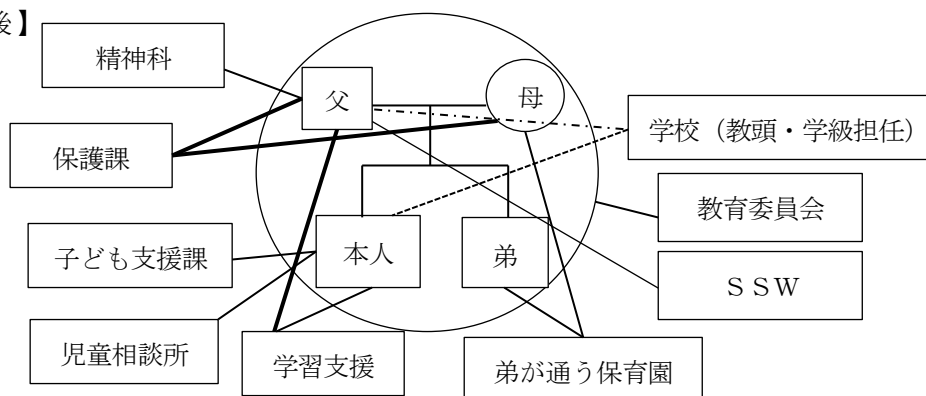 後】
精神科
父
母
学校（教頭・学級担任）
保護課
教育委員会
子ども支援課
本人
弟
ＳＳＷ
児童相談所
学習支援
弟が通う保育園